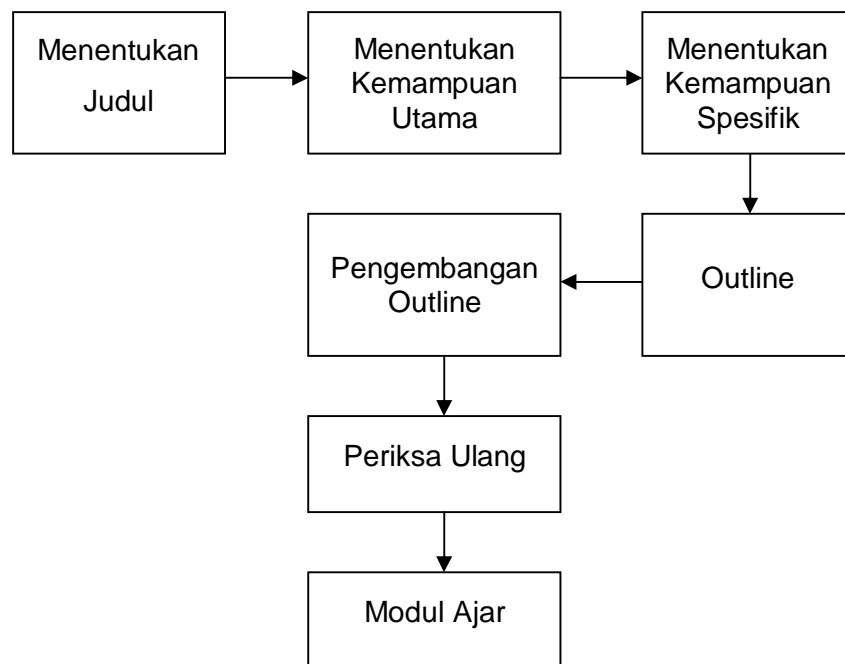 Menentukan
Judul
Menentukan
Kemampuan
Utama
Menentukan
Kemampuan
Spesifik
Outline
Pengembangan
Outline
Periksa Ulang
Modul Ajar